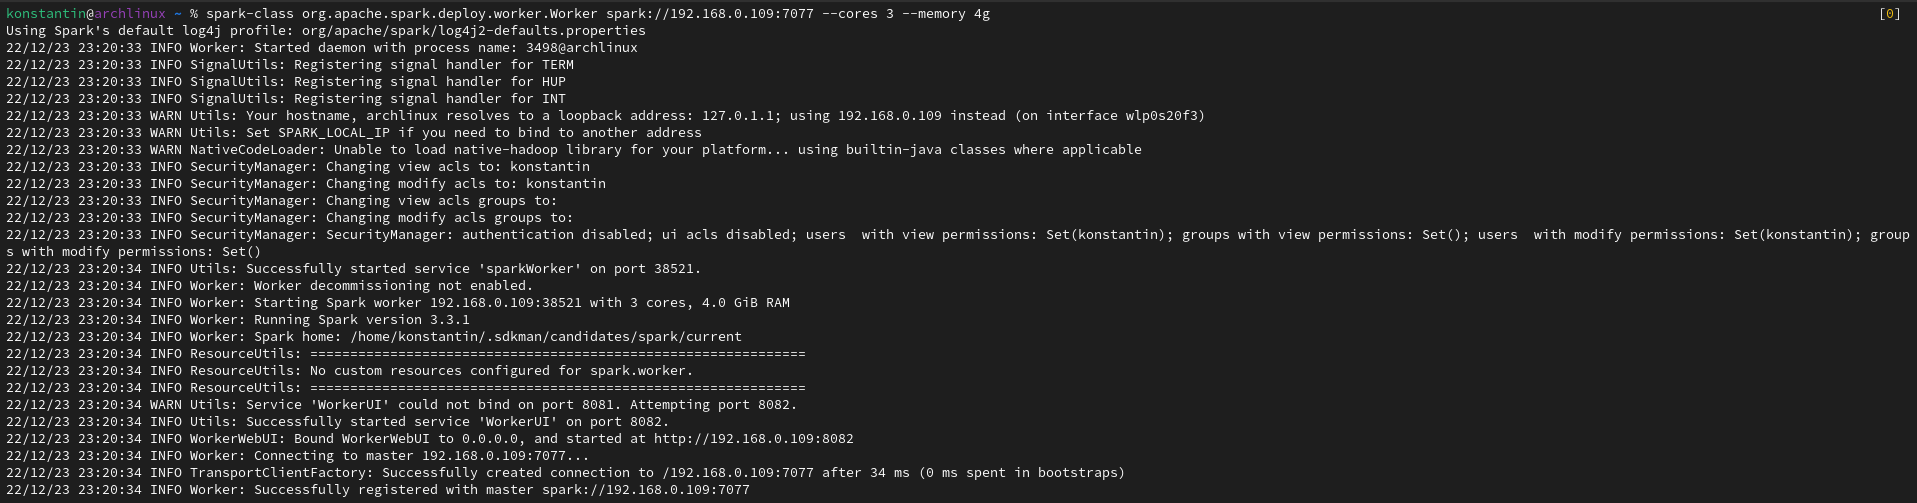 konstantin@archlinux ~ % spark-class org.apache.spark.deploy.worker.Worker spark://192.168.0.109:7077 --cores 3 --memory 4g [0]
Using Spark's default log4j profile: org/apache/spark/log4j2-defaults.properties
22/12/23 23:20:33 INFO Worker: Started daemon with process name: 3498@archlinux
22/12/23 23:20:33 INFO SignalUtils: Registering signal handler for TERM
22/12/23 23:20:33 INFO SignalUtils: Registering signal handler for HUP
22/12/23 23:20:33 INFO SignalUtils: Registering signal handler for INT
22/12/23 23:20:33 WARN Utils: Your hostname, archlinux resolves to a loopback address: 127.0.1.1; using 192.168.0.109 instead (on interface wlp0s20f3)
22/12/23 23:20:33 WARN Utils: Set SPARK_LOCAL_IP if you need to bind to another address
22/12/23 23:20:33 WARN NativeCodeLoader: Unable to load native-hadoop library for your platform... using builtin-java classes where applicable
22/12/23 23:20:33 INFO SecurityManager: Changing view acls to: konstantin
22/12/23 23:20:33 INFO SecurityManager: Changing modify acls to: konstantin
22/12/23 23:20:33 INFO SecurityManager: Changing view acls groups to:
22/12/23 23:20:33 INFO SecurityManager: Changing modify acls groups to:
22/12/23 23:20:33 INFO SecurityManager: SecurityManager: authentication disabled; ui acls disabled; users  with view permissions: Set(konstantin); groups with view permissions: Set(); users  with modify permissions: Set(konstantin); group
s with modify permissions: Set()
22/12/23 23:20:34 INFO Utils: Successfully started service 'sparkWorker' on port 38521.
22/12/23 23:20:34 INFO Worker: Worker decommissioning not enabled.
22/12/23 23:20:34 INFO Worker: Starting Spark worker 192.168.0.109:38521 with 3 cores, 4.0 GiB RAM
22/12/23 23:20:34 INFO Worker: Running Spark version 3.3.1
22/12/23 23:20:34 INFO Worker: Spark home: /home/konstantin/.sdkman/candidates/spark/current
22/12/23 23:20:34 INFO ResourceUtils: ==============================================================
22/12/23 23:20:34 INFO ResourceUtils: No custom resources configured for spark.worker.
22/12/23 23:20:34 INFO ResourceUtils: ==============================================================
22/12/23 23:20:34 WARN Utils: Service 'WorkerUI' could not bind on port 8081. Attempting port 8082.
22/12/23 23:20:34 INFO Utils: Successfully started service 'WorkerUI' on port 8082.
22/12/23 23:20:34 INFO WorkerWebUI: Bound WorkerWebUI to 0.0.0.0, and started at http://192.168.0.109:8082
22/12/23 23:20:34 INFO Worker: Connecting to master 192.168.0.109:7077...
22/12/23 23:20:34 INFO TransportClientFactory: Successfully created connection to /192.168.0.109:7077 after 34 ms (0 ms spent in bootstraps)
22/12/23 23:20:34 INFO Worker: Successfully registered with master spark://192.168.0.109:7077